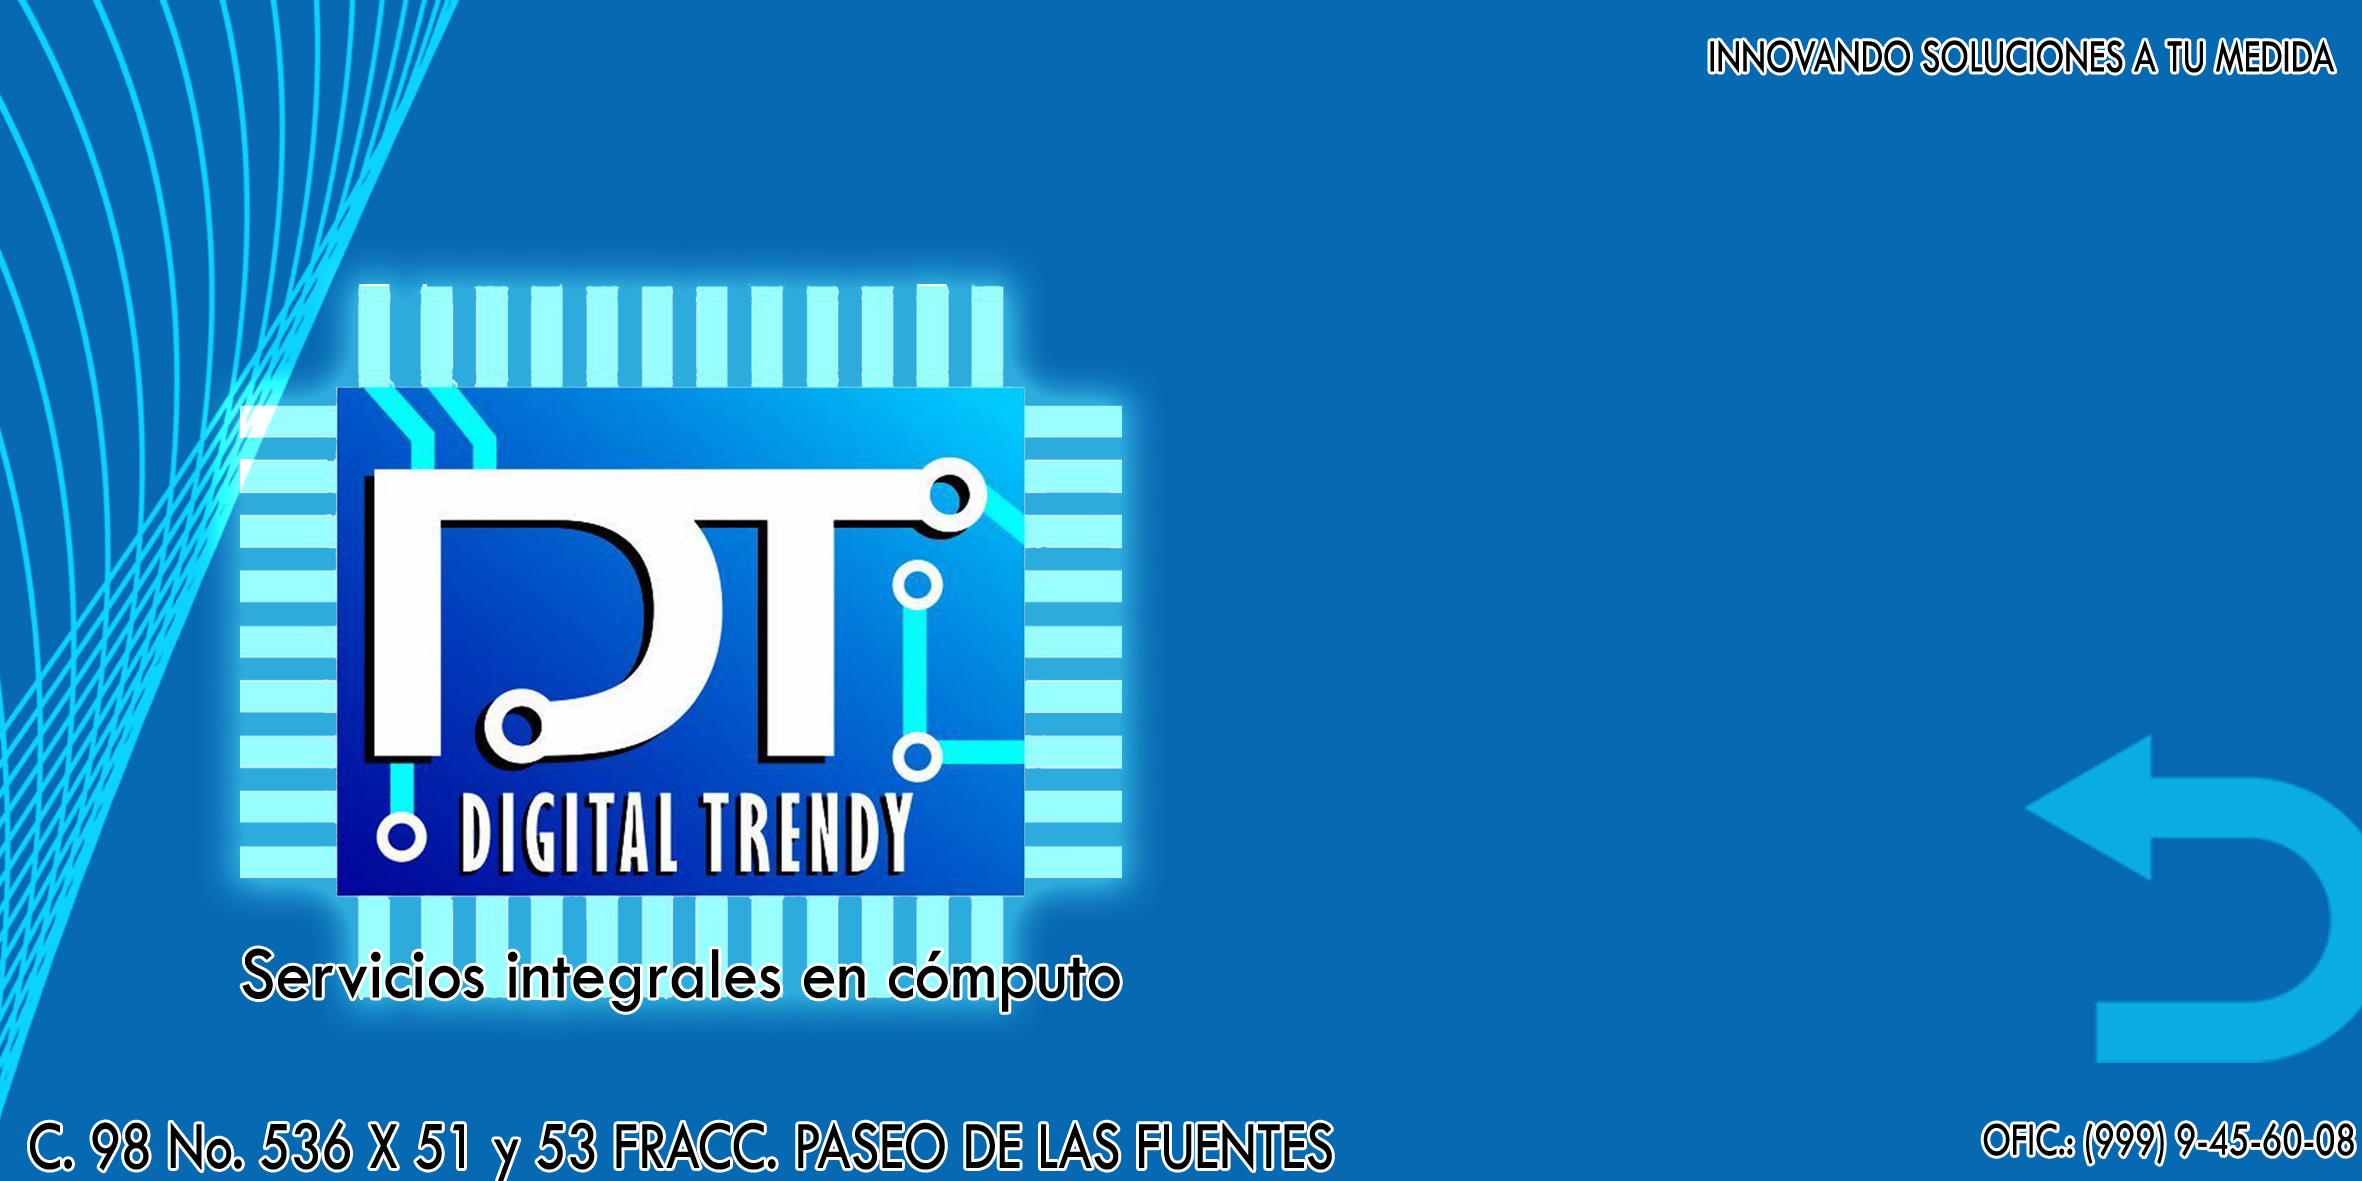 INNOVANDO SOLUCIONES A TU MEDIDA
DT
DIGITAL TRENDY
Servicios integrales en cómputo
C. 98 No. 536 X 51 y 53 FRACC. PASEO DE LAS FUENTES
OFIC.: (999) 9-45-60-08